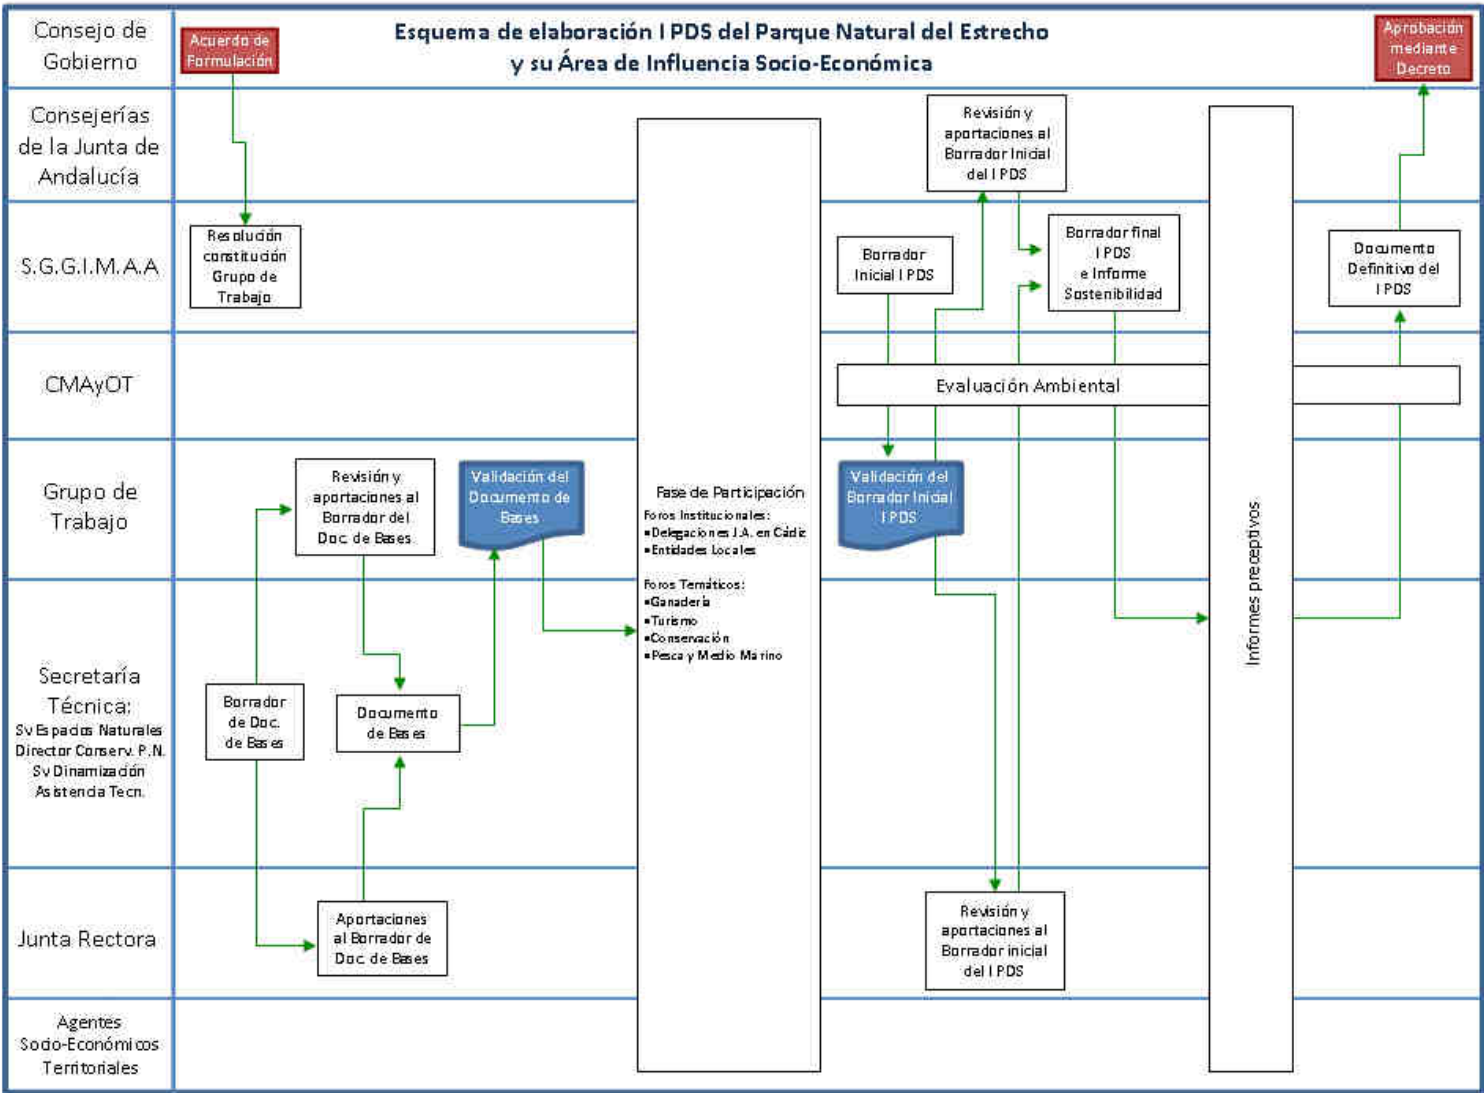 Esquema de elaboración I PDS del Parque Natural del Estrecho
y su Área de Influencia Socio-Económica
Consejo de
Gobierno
Acuerdo de
Formulación
Aprobación
mediante
Decreto
Consejerías
de la Junta de
Andalucía
Revisión y
aportaciones al
Borrador Inicial
del I PDS
S.G.G.I.M.A.A
Resolución
constitución
Grupo de
Trabajo
Borrador
Inicial I PDS
Borrador final
I PDS
e Informe
Sostenibilidad
Documento
Definitivo del
I PDS
CMAyOT
Evaluación Ambiental
Grupo de
Trabajo
Revisión y
aportaciones al
Borrador del
Doc. de Bases.
Validación del
Documento de
Bases
Fase de Participación
Foros Institucionales:
•Delegaciones J.A. en Cádiz
•Entidades Locales
Foros Temáticos:
•Ganadería
•Turismo
•Conservación
•Pesca y Medio Marino
Validación del
Borrador Inicial
I PDS
Informes preceptivos
Secretaría
Técnica:
Sv Espacios Naturales
Director Conserv. P.N.
Sv Dinamización
Asistencia Tecn.
Borrador
de Doc.
de Bases
Documento
de Bases
Junta Rectora
Aportaciones
al Borrador de
Doc. de Bases
Revisión y
aportaciones al
Borrador inicial
del I PDS
Agentes
Socio-Económicos
Territoriales